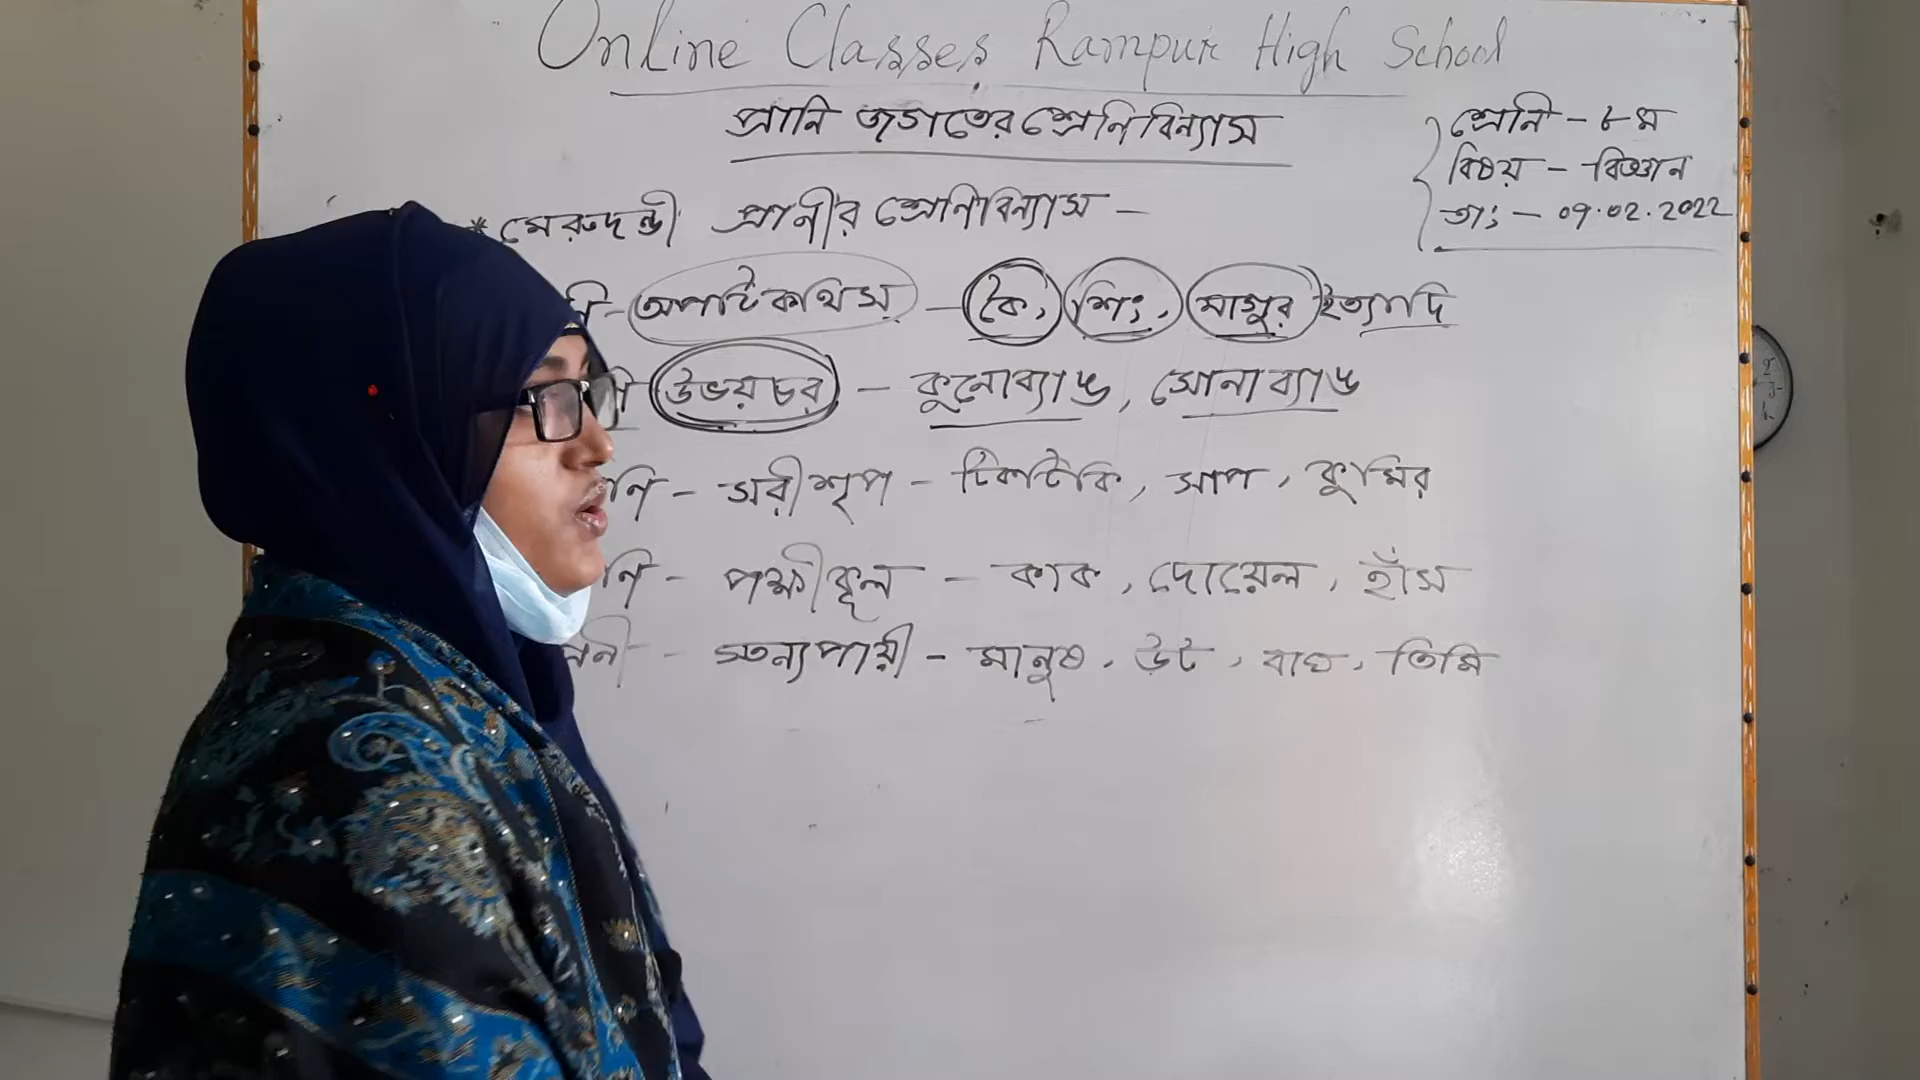 Online Classes Rampur High School
প্রানি জগতের শ্রেণিবিন্যাস
শ্রেনী - ৮ম
বিষয় - বিজ্ঞান
তাং - 09.02.2022
* মেরুদন্ডী প্রানীর শ্রেণিবিন্যাস -
- অসটিকথিস - কৈ, শিং, মাগুর ইত্যাদি
উভয়চর - কুনোব্যাঙ, সোনাব্যাঙ
ণি - সরীশৃপ - টিকটিকি, সাপ, কুমির
ণি - পক্ষীকূল - কাক, দোয়েল, হাঁস
নী - স্তন্যপায়ী - মানুষ, উট, বাঘ, তিমি